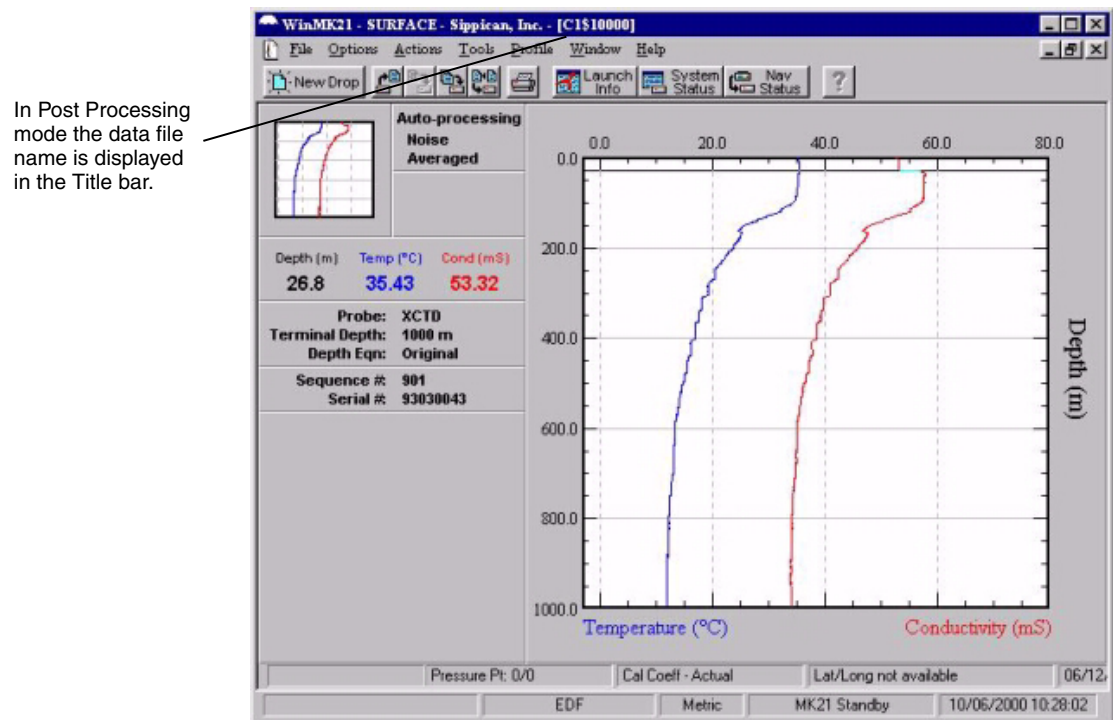 In Post Processing
mode the data file
name is displayed
in the Title bar.
WinMK21 - SURFACE - Sippican, Inc. - [C1$10000]
File Options Actions Tools Profile Window Help
New Drop Launch Info System Status Nav Status ?
Auto-processing
Noise
Averaged
Depth (m) Temp (°C) Cond (mS)
26.8 35.43 53.32
Probe: XCTD
Terminal Depth: 1000 m
Depth Eqn: Original
Sequence #: 901
Serial #: 93030043
0.0 20.0 40.0 60.0 80.0
0.0
200.0
400.0
600.0
800.0
1000.0
Depth (m)
Temperature (°C) Conductivity (mS)
Pressure Pt: 0/0 Cal Coeff - Actual Lat/Long not available 06/12/
EDF Metric MK21 Standby 10/06/2000 10:28:02